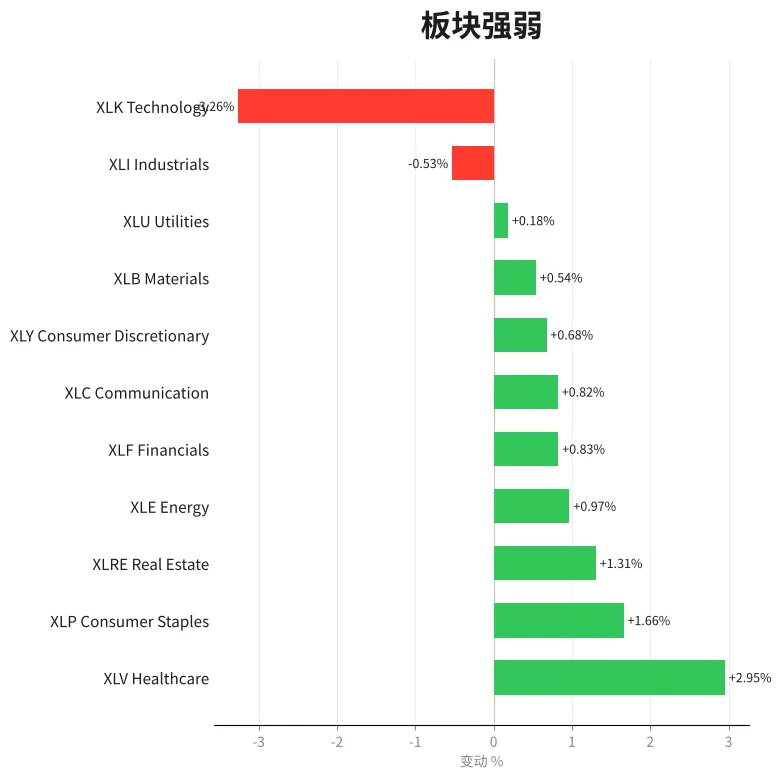 板块强弱
XLK Technology -3.26%
XLI Industrials -0.53%
XLU Utilities +0.18%
XLB Materials +0.54%
XLY Consumer Discretionary +0.68%
XLC Communication +0.82%
XLF Financials +0.83%
XLE Energy +0.97%
XLRE Real Estate +1.31%
XLP Consumer Staples +1.66%
XLV Healthcare +2.95%
-3 -2 -1 0 1 2 3
变动 %